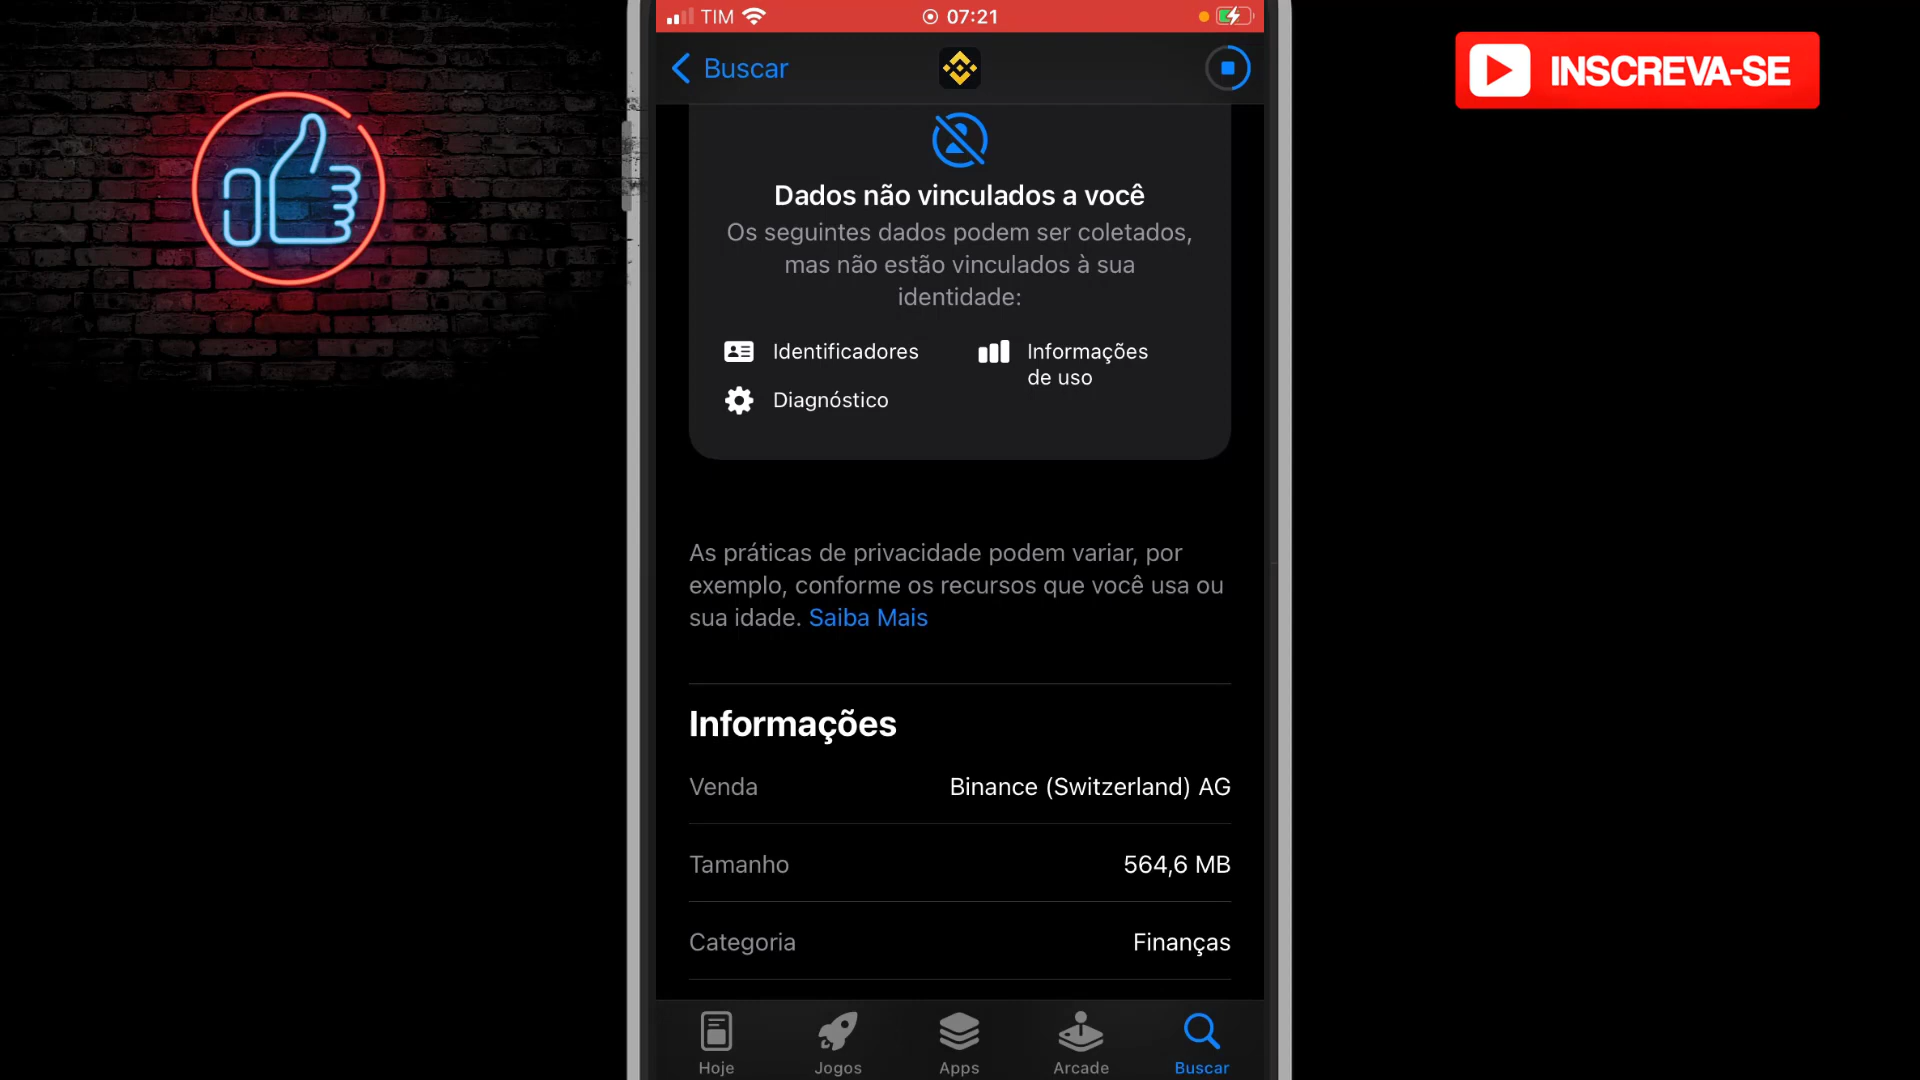 TIM
07:21
Buscar
INSCREVA-SE
Dados não vinculados a você
Os seguintes dados podem ser coletados,
mas não estão vinculados à sua
identidade:
Identificadores
Informações
de uso
Diagnóstico
As práticas de privacidade podem variar, por
exemplo, conforme os recursos que você usa ou
sua idade. Saiba Mais
Informações
Venda Binance (Switzerland) AG
Tamanho 564,6 MB
Categoria Finanças
Hoje Jogos Apps Arcade Buscar